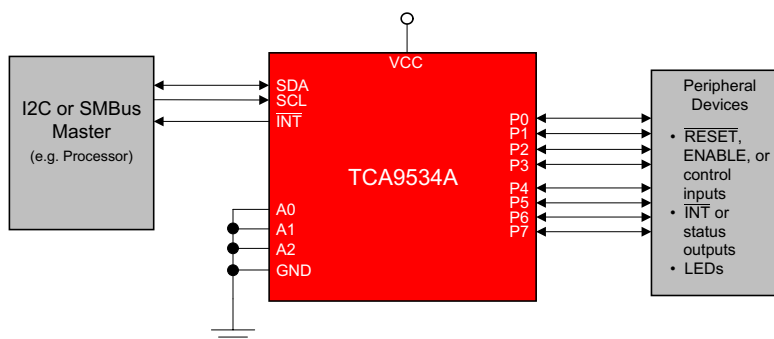 I2C or SMBus
Master
(e.g. Processor)
VCC
SDA
SCL
INT
A0
A1
A2
GND
TCA9534A
P0
P1
P2
P3
P4
P5
P6
P7
Peripheral
Devices
• RESET,
ENABLE, or
control
inputs
• INT or
status
outputs
• LEDs